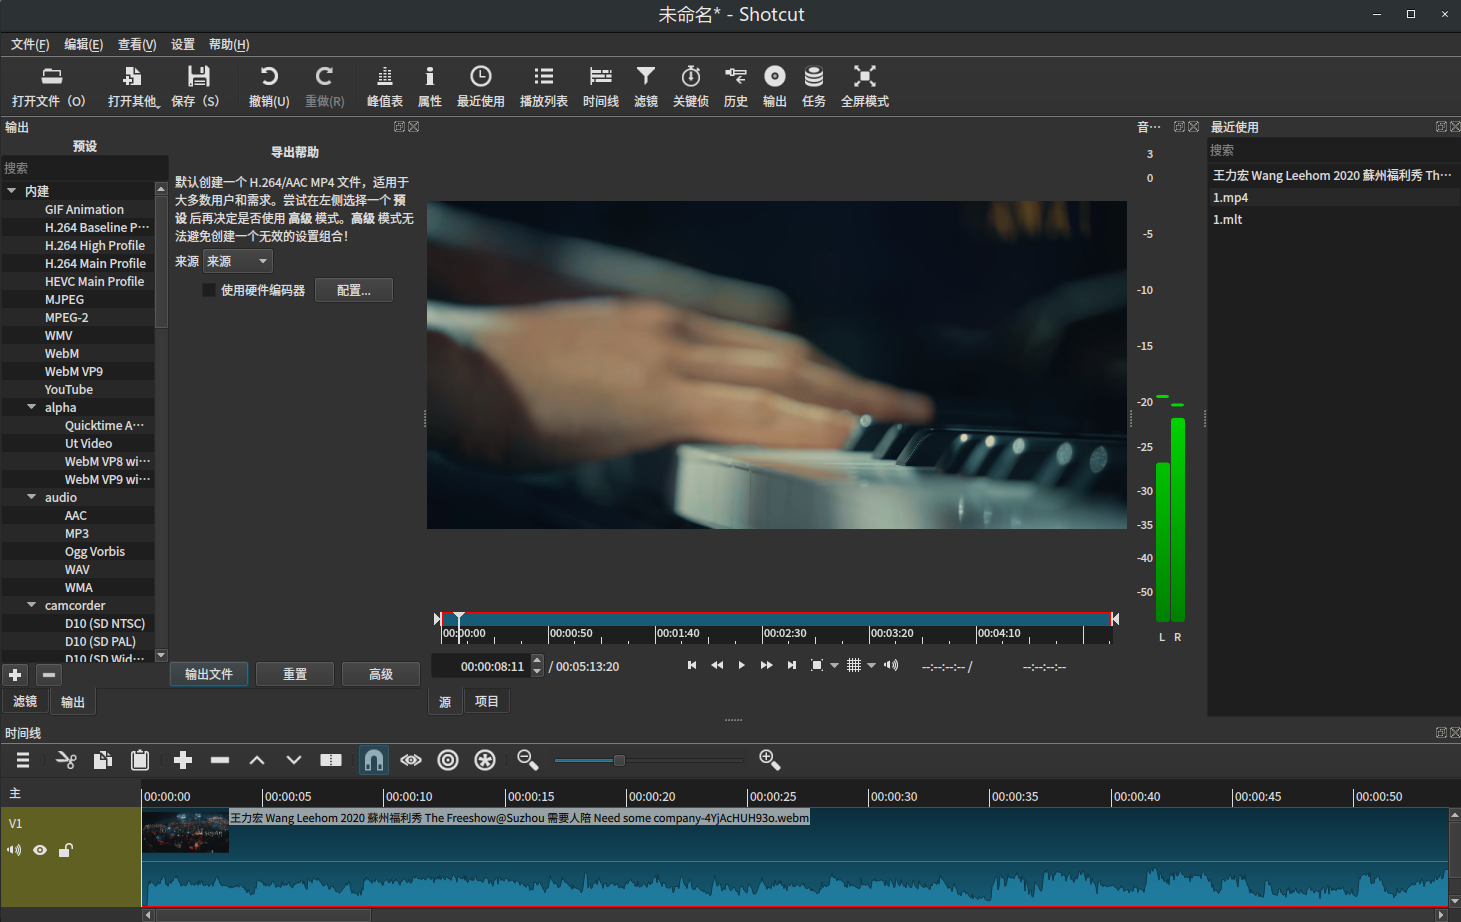 未命名* - Shotcut
文件(F) 编辑(E) 查看(V) 设置 帮助(H)
打开文件（O） 打开其他 保存（S） 撤销(U) 重做(R) 峰值表 属性 最近使用 播放列表 时间线 滤镜 关键侦 历史 输出 任务 全屏模式
输出
预设
搜索
内建
GIF Animation
H.264 Baseline P···
H.264 High Profile
H.264 Main Profile
HEVC Main Profile
MJPEG
MPEG-2
WMV
WebM
WebM VP9
YouTube
alpha
Quicktime A···
Ut Video
WebM VP8 wi···
WebM VP9 wi···
audio
AAC
MP3
Ogg Vorbis
WAV
WMA
camcorder
D10 (SD NTSC)
D10 (SD PAL)
D10 (SD Wid···
滤镜 输出
导出帮助
默认创建一个 H.264/AAC MP4 文件，适用于
大多数用户和需求。尝试在左侧选择一个 预
设 后再决定是否使用 高级 模式。高级 模式无
法避免创建一个无效的设置组合！
来源 来源
使用硬件编码器 配置...
输出文件 重置 高级
00:00:00 00:00:50 00:01:40 00:02:30 00:03:20 00:04:10
00:00:08:11 / 00:05:13:20 --:--:--:-- / --:--:--:--
源 项目
音···
3
0
-5
-10
-15
-20
-25
-30
-35
-40
-50
L R
最近使用
搜索
王力宏 Wang Leehom 2020 蘇州福利秀 Th···
1.mp4
1.mlt
时间线
主
00:00:00 00:00:05 00:00:10 00:00:15 00:00:20 00:00:25 00:00:30 00:00:35 00:00:40 00:00:45 00:00:50
V1
王力宏 Wang Leehom 2020 蘇州福利秀 The Freeshow@Suzhou 需要人陪 Need some company-4YjAcHUH93o.webm